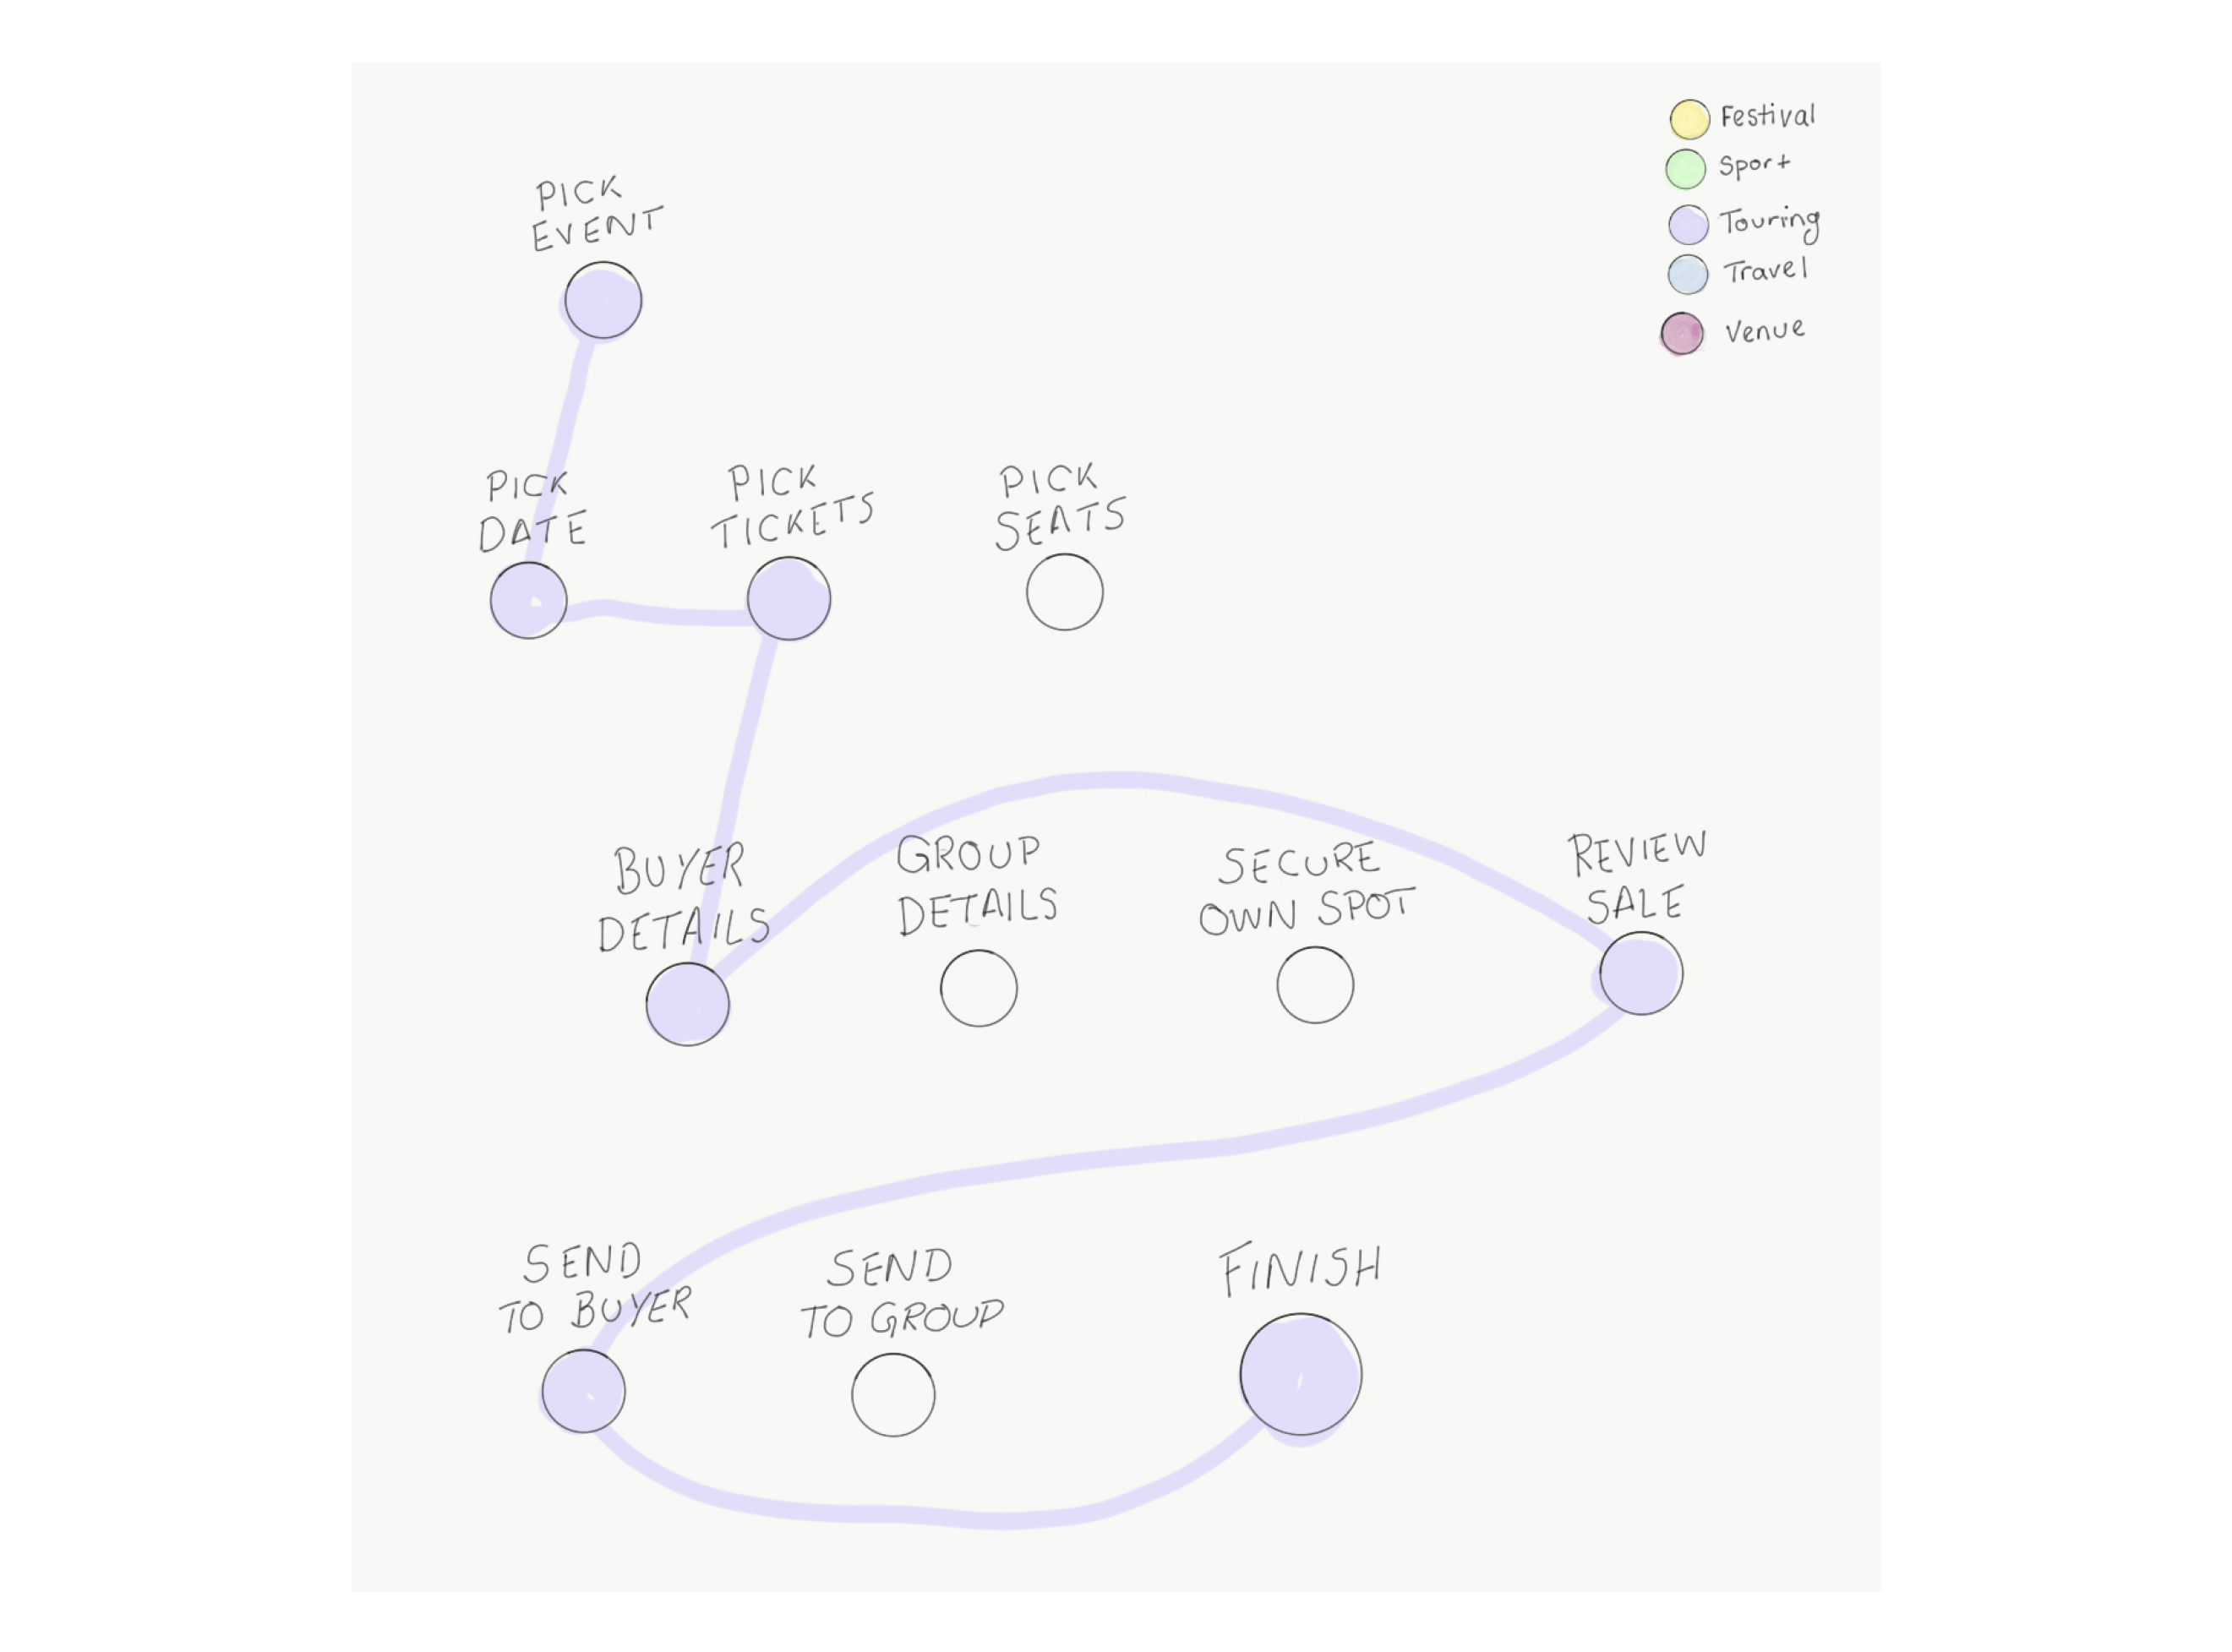 Festival
Sport
Touring
Travel
Venue
PICK
EVENT
PICK
DATE
PICK
TICKETS
PICK
SEATS
BUYER
DETAILS
GROUP
DETAILS
SECURE
OWN SPOT
REVIEW
SALE
SEND
TO BUYER
SEND
TO GROUP
FINISH